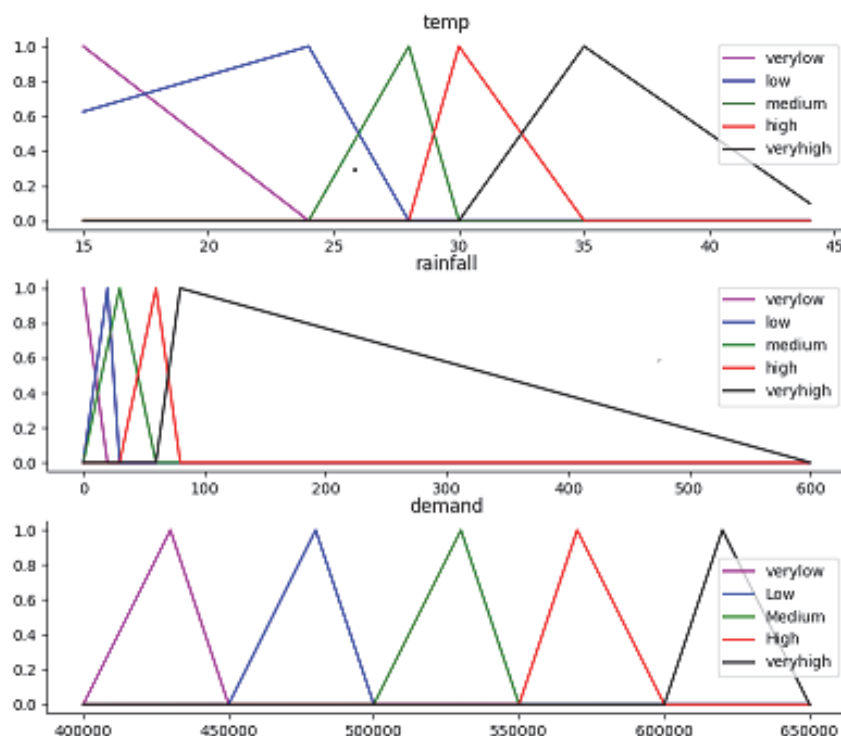 temp
1.0
0.8
0.6
0.4
0.2
0.0
verylow
low
medium
high
veryhigh
15 20 25 30 35 40 45
rainfall
1.0
0.8
0.6
0.4
0.2
0.0
verylow
low
medium
high
veryhigh
0 100 200 300 400 500 600
demand
1.0
0.8
0.6
0.4
0.2
0.0
verylow
Low
Medium
High
veryhigh
400000 450000 500000 550000 600000 650000